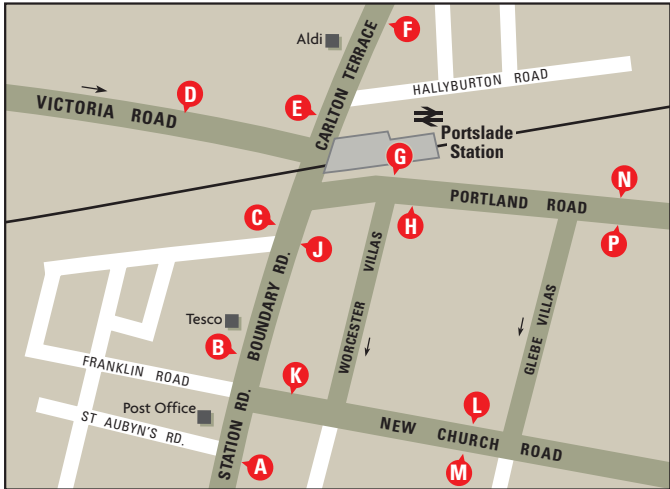 F
Aldi
CARLTON TERRACE
HALLYBURTON ROAD
D
VICTORIA ROAD
E
Portslade
Station
G
N
PORTLAND ROAD
C
H
P
J
BOUNDARY RD.
WORCESTER VILLAS
GLEBE VILLAS
Tesco
B
FRANKLIN ROAD
K
Post Office
L
ST AUBYN'S RD.
NEW CHURCH ROAD
STATION RD.
A
M